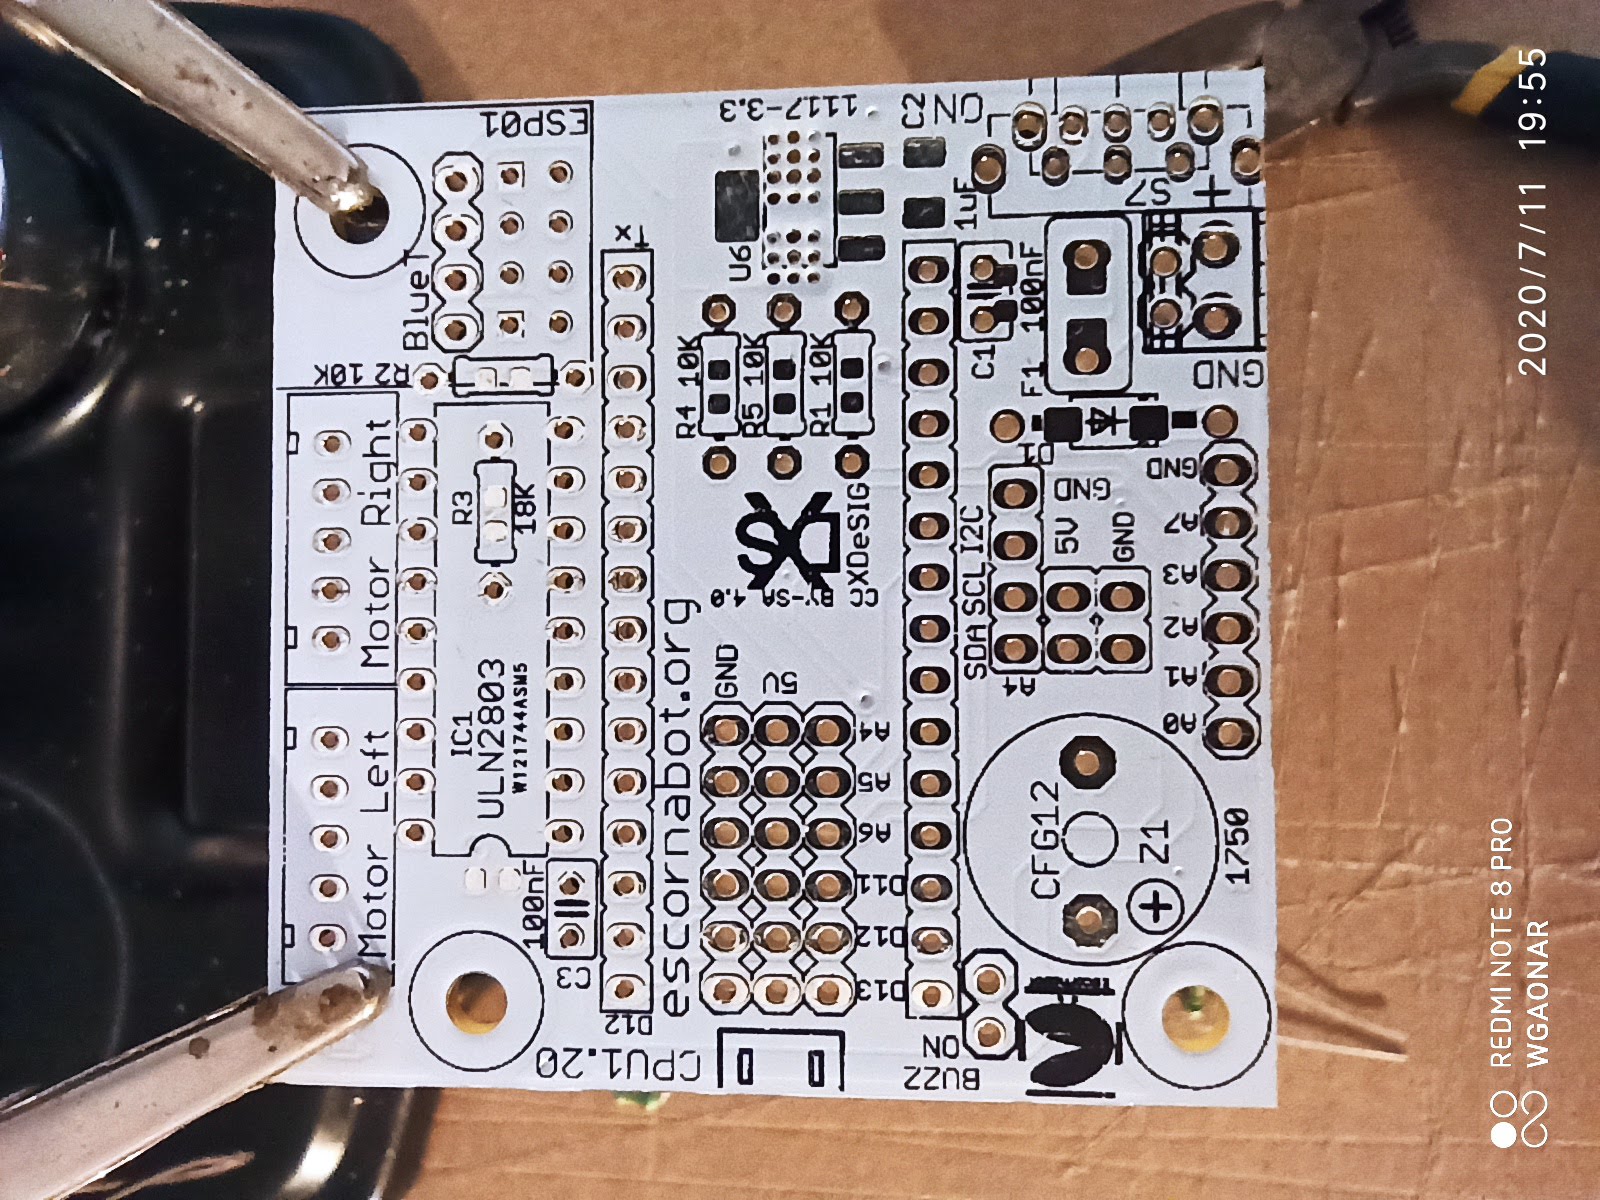 Motor Left
Motor Right
R2 10K
BlueT
IC1
ULN2803
W121744ASM5
R3
18K
100nF
C3
ESP01
CPU1.20
D12
Tx
escornabot.org
GND
5V
D13
D12
D11
A6
A5
A4
CC BY-SA 4.0
XDeSIG
R4 10K
R5 10K
R1 10K
U6
1117-3.3
BUZZ
ON
C2
1uF
ON
SDA SCL I2C
A4
5V
GND
GND
C1
100nF
D1
F1
CFG12
Z1
1750
A0
A1
A2
A3
A7
GND
GND
S7
REDMI NOTE 8 PRO
WGAONAR
2020/7/11 19:55